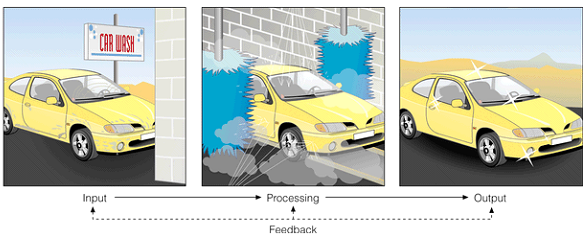 CAR WASH
Input
Processing
Output
Feedback